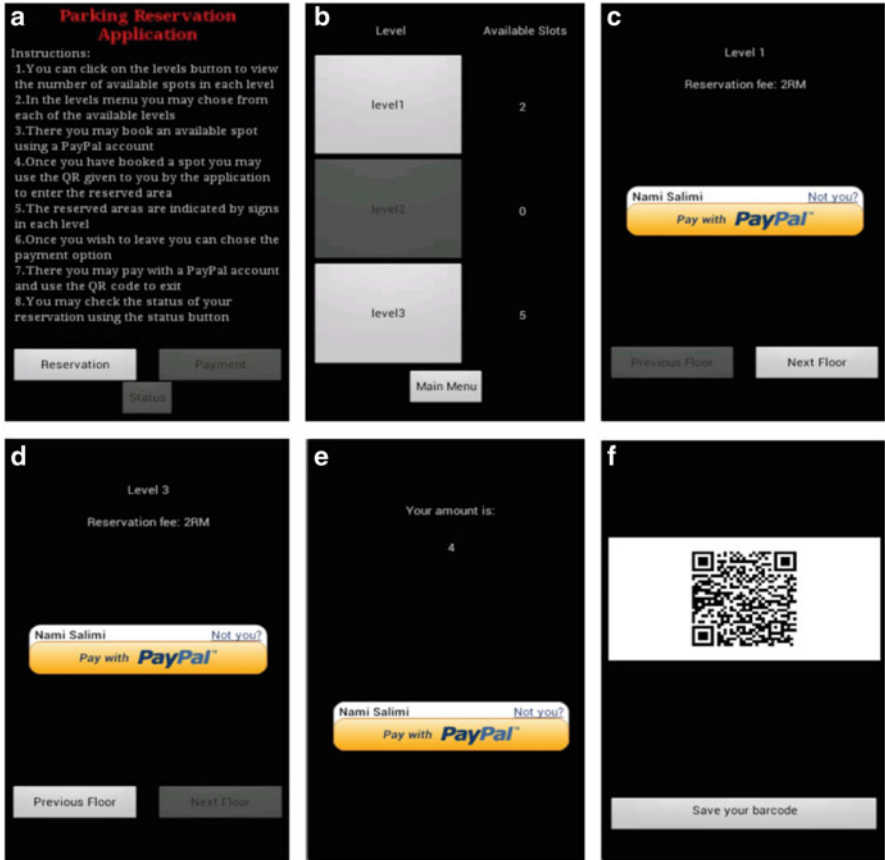 a
Parking Reservation
Application
Instructions:
1.You can click on the levels button to view
the number of available spots in each level
2.In the levels menu you may chose from
each of the available levels
3.There you may book an available spot
using a PayPal account
4.Once you have booked a spot you may
use the QR given to you by the application
to enter the reserved area
5.The reserved areas are indicated by signs
in each level
6.Once you wish to leave you can chose the
payment option
7.There you may pay with a PayPal account
and use the QR code to exit
8.You may check the status of your
reservation using the status button
Reservation Payment
Status
b
Level Available Slots
level1 2
level2 0
level3 5
Main Menu
c
Level 1
Reservation fee: 2RM
Nami Salimi Not you?
Pay with PayPal™
Previous Floor Next Floor
d
Level 3
Reservation fee: 2RM
Nami Salimi Not you?
Pay with PayPal™
Previous Floor Next Floor
e
Your amount is:
4
Nami Salimi Not you?
Pay with PayPal™
f
Save your barcode